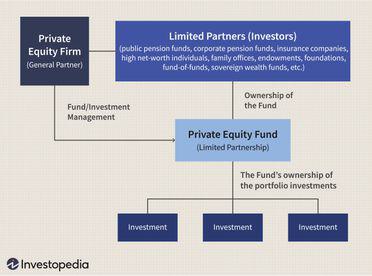 Private
Equity Firm
(General Partner)
Limited Partners (Investors)
(public pension funds, corporate pension funds, insurance companies,
high net-worth individuals, family offices, endowments, foundations,
fund-of-funds, sovereign wealth funds, etc.)
Fund/Investment
Management
Ownership of
the Fund
Private Equity Fund
(Limited Partnership)
The Fund's ownership of
the portfolio investments
Investment
Investment
Investment
Investopedia